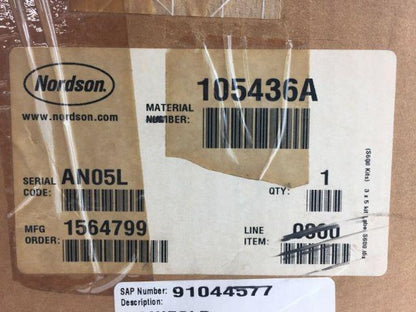 Nordson.
www.nordson.com
MATERIAL NUMBER: 105436A
SERIAL CODE: AN05L
QTY: 1
MFG ORDER: 1564799
LINE ITEM: 0000
SAP Number: 91044577
Description: